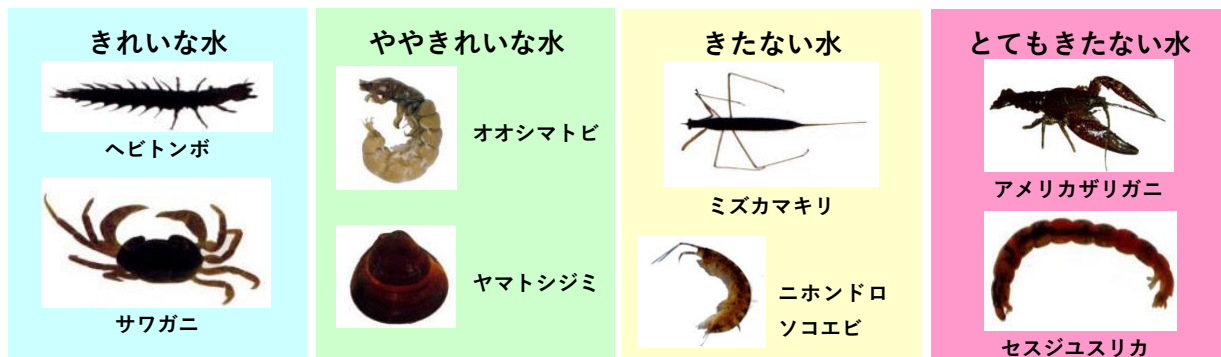 きれいな水
ヘビトンボ
サワガニ
ややきれいな水
オオシマトビ
ヤマトシジミ
きたない水
ミズカマキリ
ニホンドロ
ソコエビ
とてもきたない水
アメリカザリガニ
セスジユスリカ